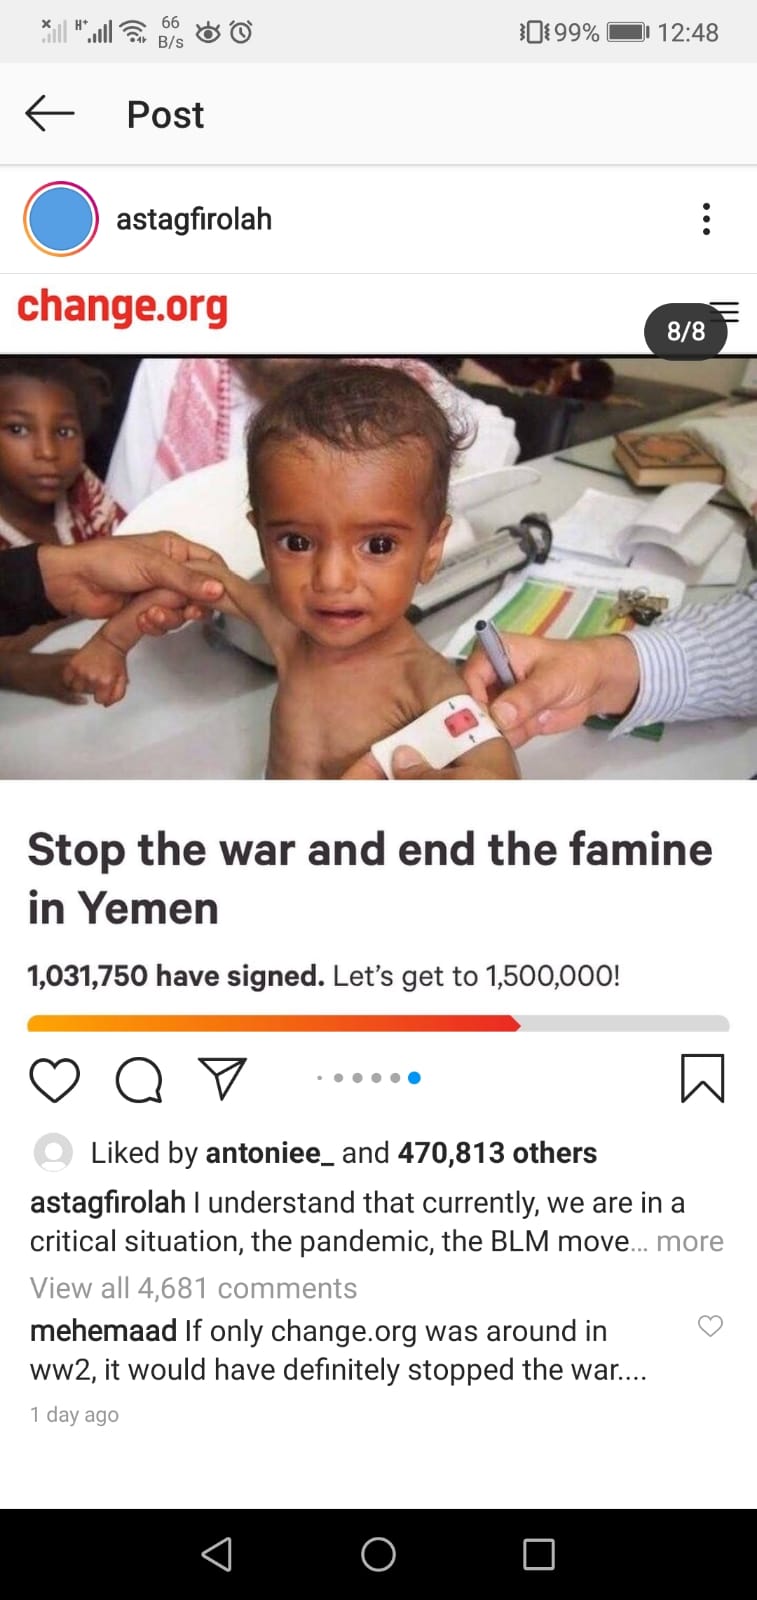 H+
66
B/s
99%
12:48
Post
astagfirolah
change.org
8/8
Stop the war and end the famine
in Yemen
1,031,750 have signed. Let's get to 1,500,000!
Liked by antoniee_ and 470,813 others
astagfirolah I understand that currently, we are in a
critical situation, the pandemic, the BLM move... more
View all 4,681 comments
mehemaad If only change.org was around in
ww2, it would have definitely stopped the war....
1 day ago